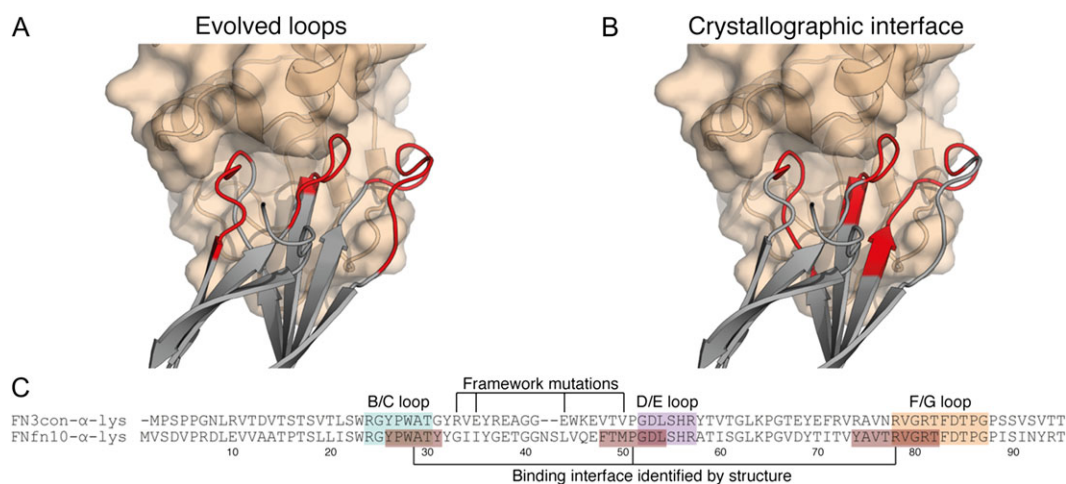 A Evolved loops
B Crystallographic interface
C
Framework mutations
B/C loop D/E loop F/G loop
FN3con-α-lys –MPSPPGNLRVTDVTSTSVTLSWRGYPWATGYRVEYREAGG--EWKEVTVPGDLSHRYTVTGLKPGTEYEFRVRAVNRVGRTFDTPGPSSVSVTT
FNfn10-α-lys MVSDVPRDLEVVAATPTSLLISWRGYPWATYYGIIYGETGGNSLVQEFTMPGDLSHRATISGLKPGVDYTITVYAVTRVGRTFDTPGPISINYRT
10 20 30 40 50 60 70 80 90
Binding interface identified by structure